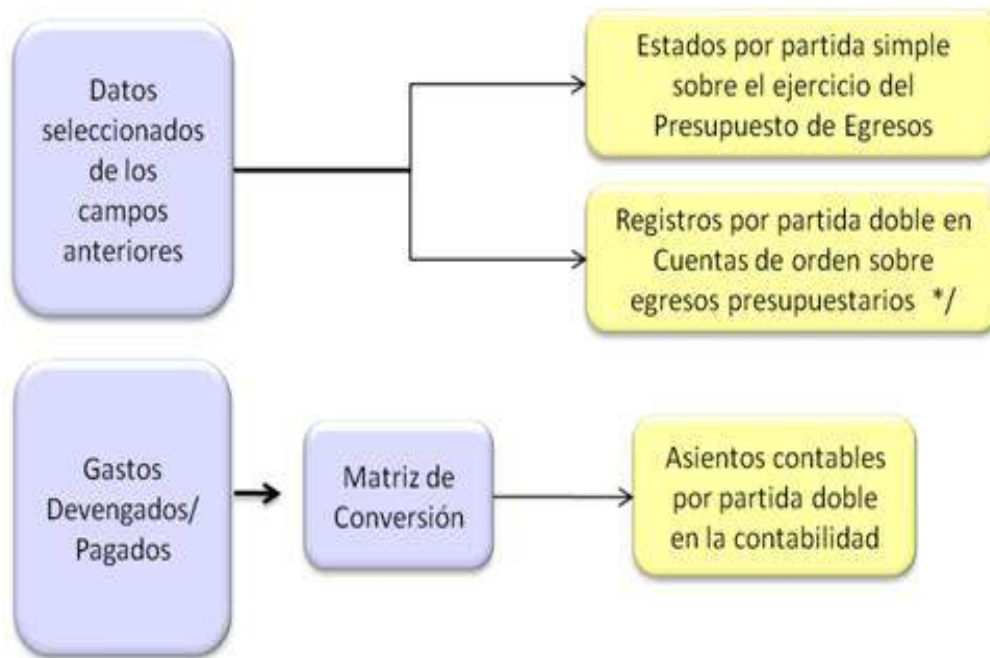 Datos
seleccionados
de los
campos
anteriores
Estados por partida simple
sobre el ejercicio del
Presupuesto de Egresos
Registros por partida doble en
Cuentas de orden sobre
egresos presupuestarios */
Gastos
Devengados/
Pagados
Matriz de
Conversión
Asientos contables
por partida doble
en la contabilidad